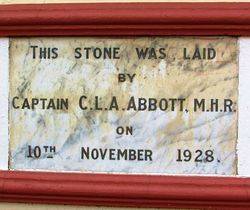 THIS STONE WAS LAID
BY
CAPTAIN C.L.A. ABBOTT, M.H.R.
ON
10TH NOVEMBER 1928.